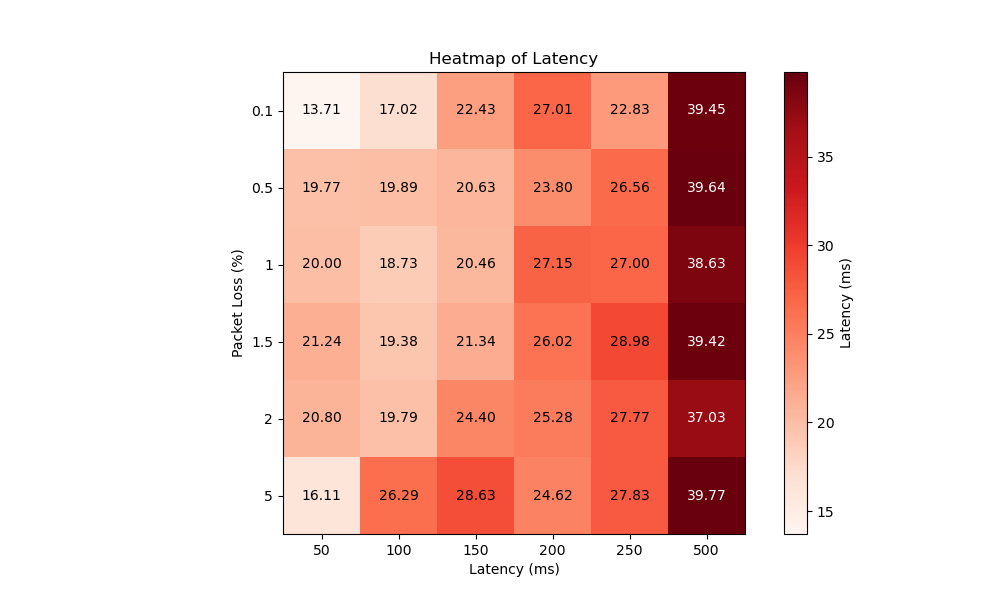 Heatmap of Latency
0.1 13.71 17.02 22.43 27.01 22.83 39.45
0.5 19.77 19.89 20.63 23.80 26.56 39.64
1 20.00 18.73 20.46 27.15 27.00 38.63
1.5 21.24 19.38 21.34 26.02 28.98 39.42
2 20.80 19.79 24.40 25.28 27.77 37.03
5 16.11 26.29 28.63 24.62 27.83 39.77
50 100 150 200 250 500
Latency (ms)
Packet Loss (%)
35
30
25
20
15
Latency (ms)